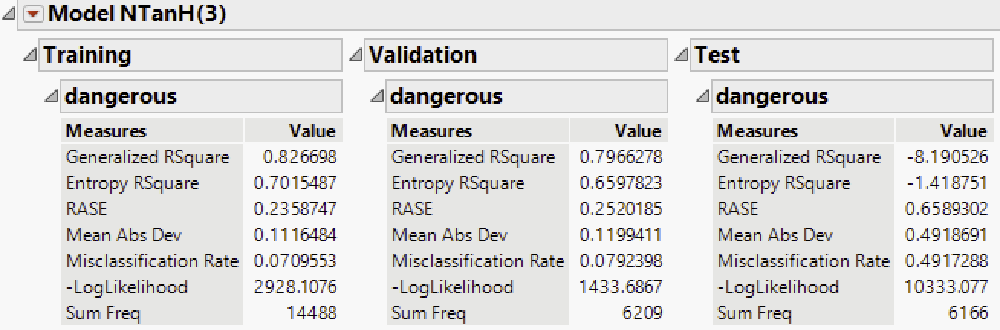 Model NTanH(3)
Training Validation Test
dangerous dangerous dangerous
Measures Value Measures Value Measures Value
Generalized RSquare 0.826698 Generalized RSquare 0.7966278 Generalized RSquare -8.190526
Entropy RSquare 0.7015487 Entropy RSquare 0.6597823 Entropy RSquare -1.418751
RASE 0.2358747 RASE 0.2520185 RASE 0.6589302
Mean Abs Dev 0.1116484 Mean Abs Dev 0.1199411 Mean Abs Dev 0.4918691
Misclassification Rate 0.0709553 Misclassification Rate 0.0792398 Misclassification Rate 0.4917288
-LogLikelihood 2928.1076 -LogLikelihood 1433.6867 -LogLikelihood 10333.077
Sum Freq 14488 Sum Freq 6209 Sum Freq 6166